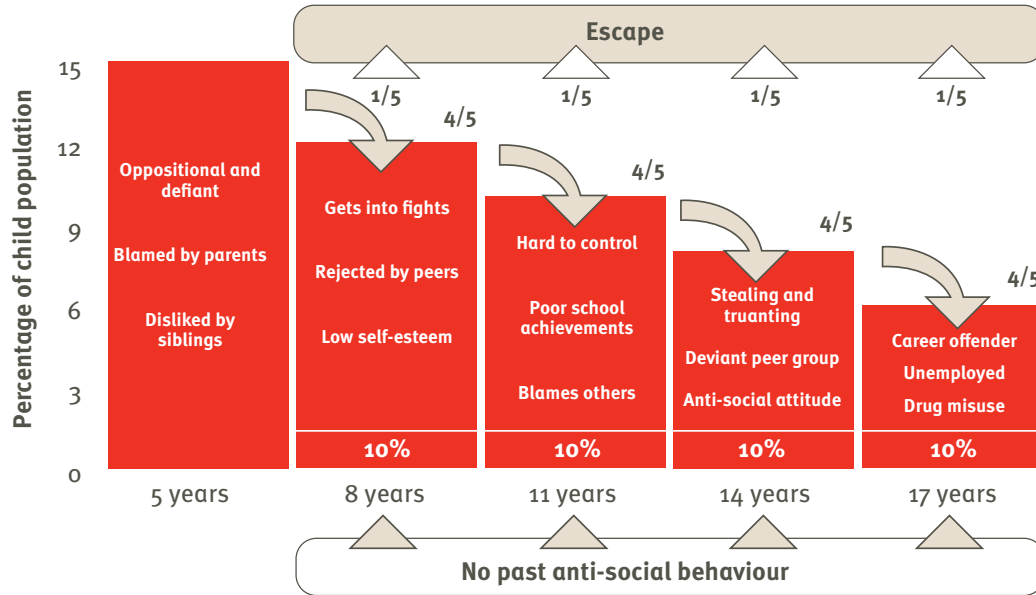 Escape
1/5
1/5
1/5
1/5
Percentage of child population
15
12
9
6
3
0
Oppositional and
defiant
Blamed by parents
Disliked by
siblings
4/5
Gets into fights
Rejected by peers
Low self-esteem
10%
4/5
Hard to control
Poor school
achievements
Blames others
10%
4/5
Stealing and
truanting
Deviant peer group
Anti-social attitude
10%
4/5
Career offender
Unemployed
Drug misuse
10%
5 years
8 years
11 years
14 years
17 years
No past anti-social behaviour